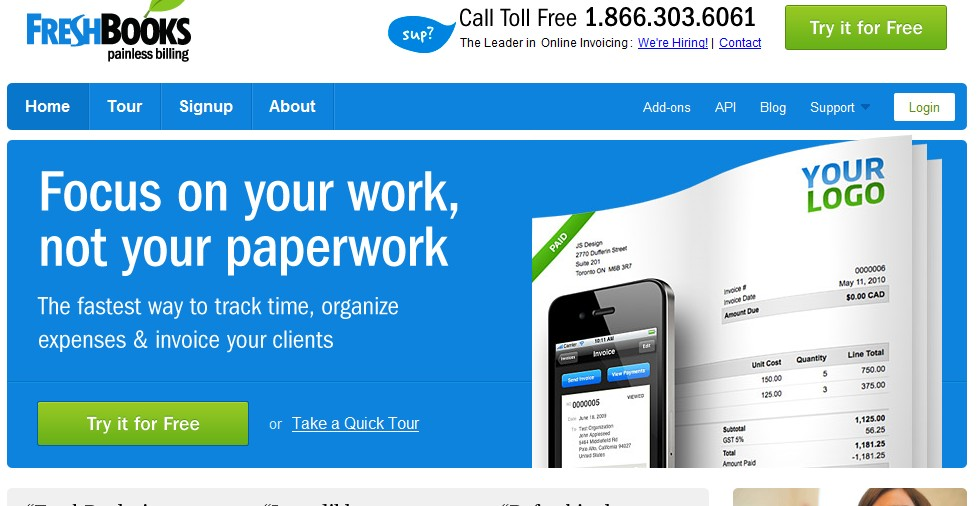 FRESHBOOKS
painless billing
sup?
Call Toll Free 1.866.303.6061
The Leader in Online Invoicing: We're Hiring! | Contact
Try it for Free
Home Tour Signup About Add-ons API Blog Support Login
Focus on your work,
not your paperwork
The fastest way to track time, organize
expenses & invoice your clients
Try it for Free or Take a Quick Tour
YOUR
LOGO
PAID
JS Design
2770 Dufferin Street
Suite 201
Toronto ON M6B 3R7
Invoice # 0000006
Invoice Date May 11, 2010
Amount Due $0.00 CAD
Unit Cost Quantity Line Total
150.00 5 750.00
125.00 3 375.00
Subtotal 1,125.00
GST 5% 56.25
Total 1,181.25
Amount Paid -1,181.25
Carrier 10:11 AM
Invoices Invoice Edit
Send Invoice View Payments
0000005 VIEWED
June 18, 2009
Test Organization
John Appleseed
5464 Middlefield Rd
Palo Alto, California 94027
United States